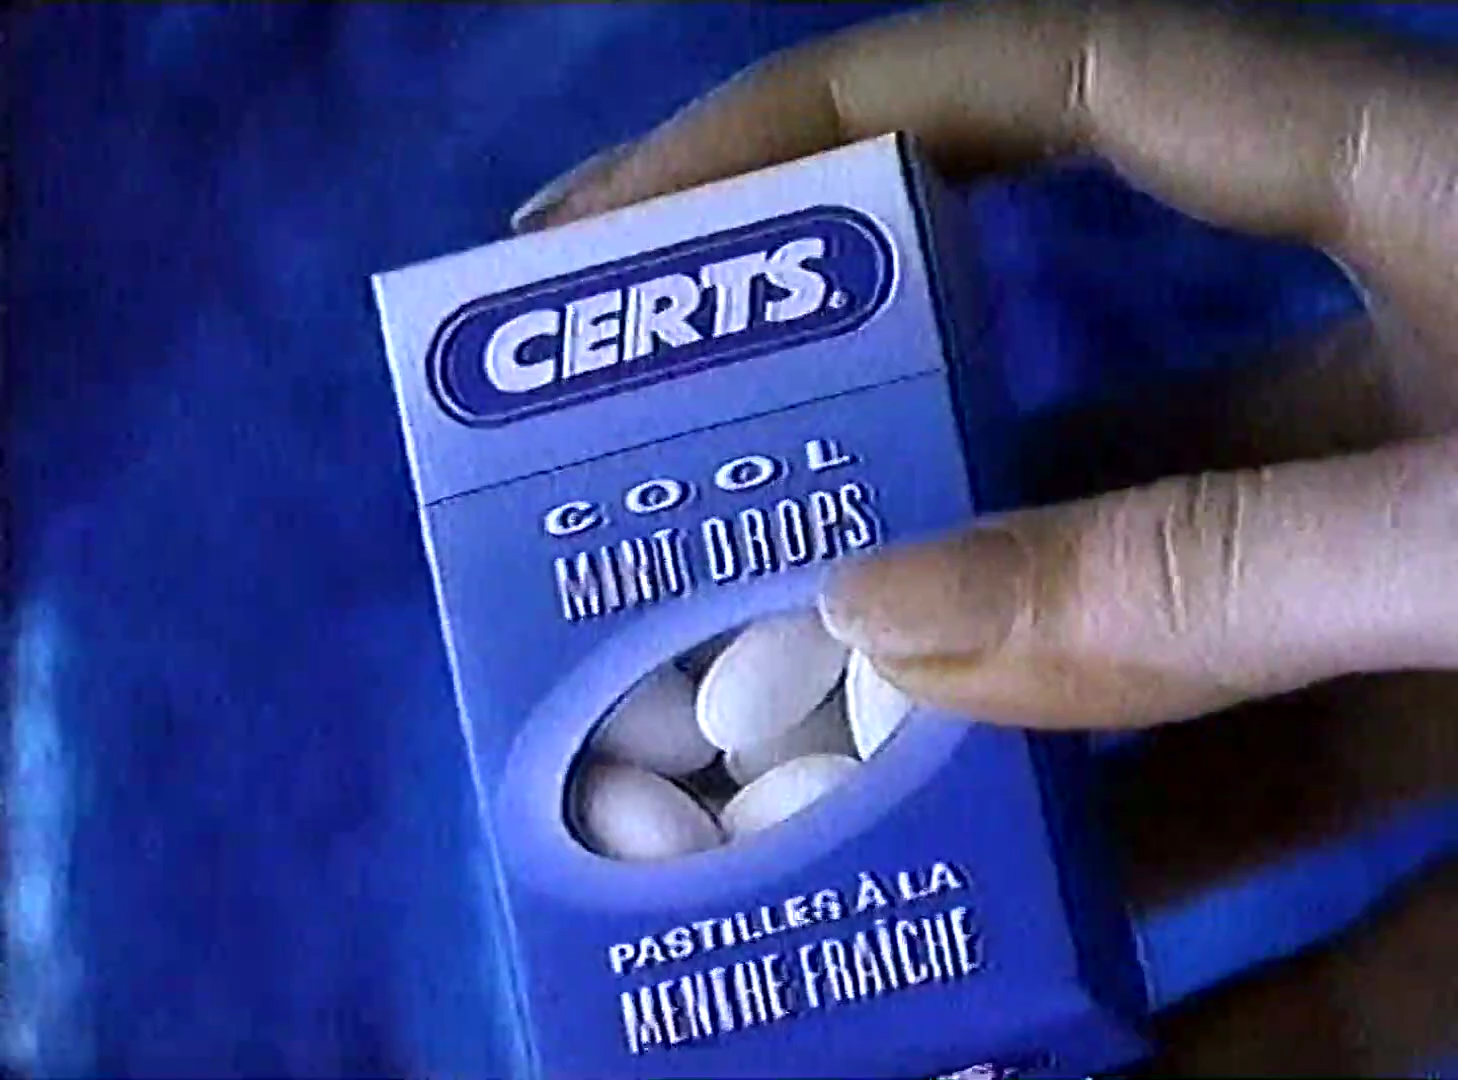 CERTS®
COOL
MINT DROPS
PASTILLES À LA
MENTHE FRAÎCHE